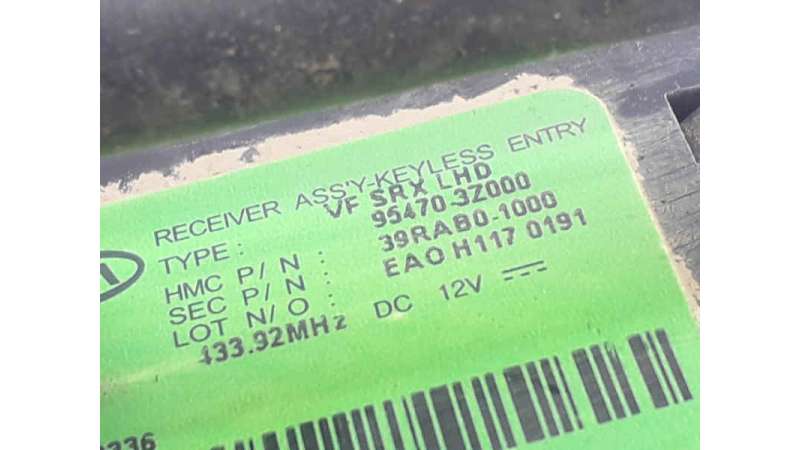 RECEIVER ASS'Y-KEYLESS ENTRY
TYPE : VF SRX LHD
HMC P/N : 95470-3Z000
SEC P/N : 39RAB0-1000
LOT N/O : EAO H117 0191
433.92MHz DC 12V